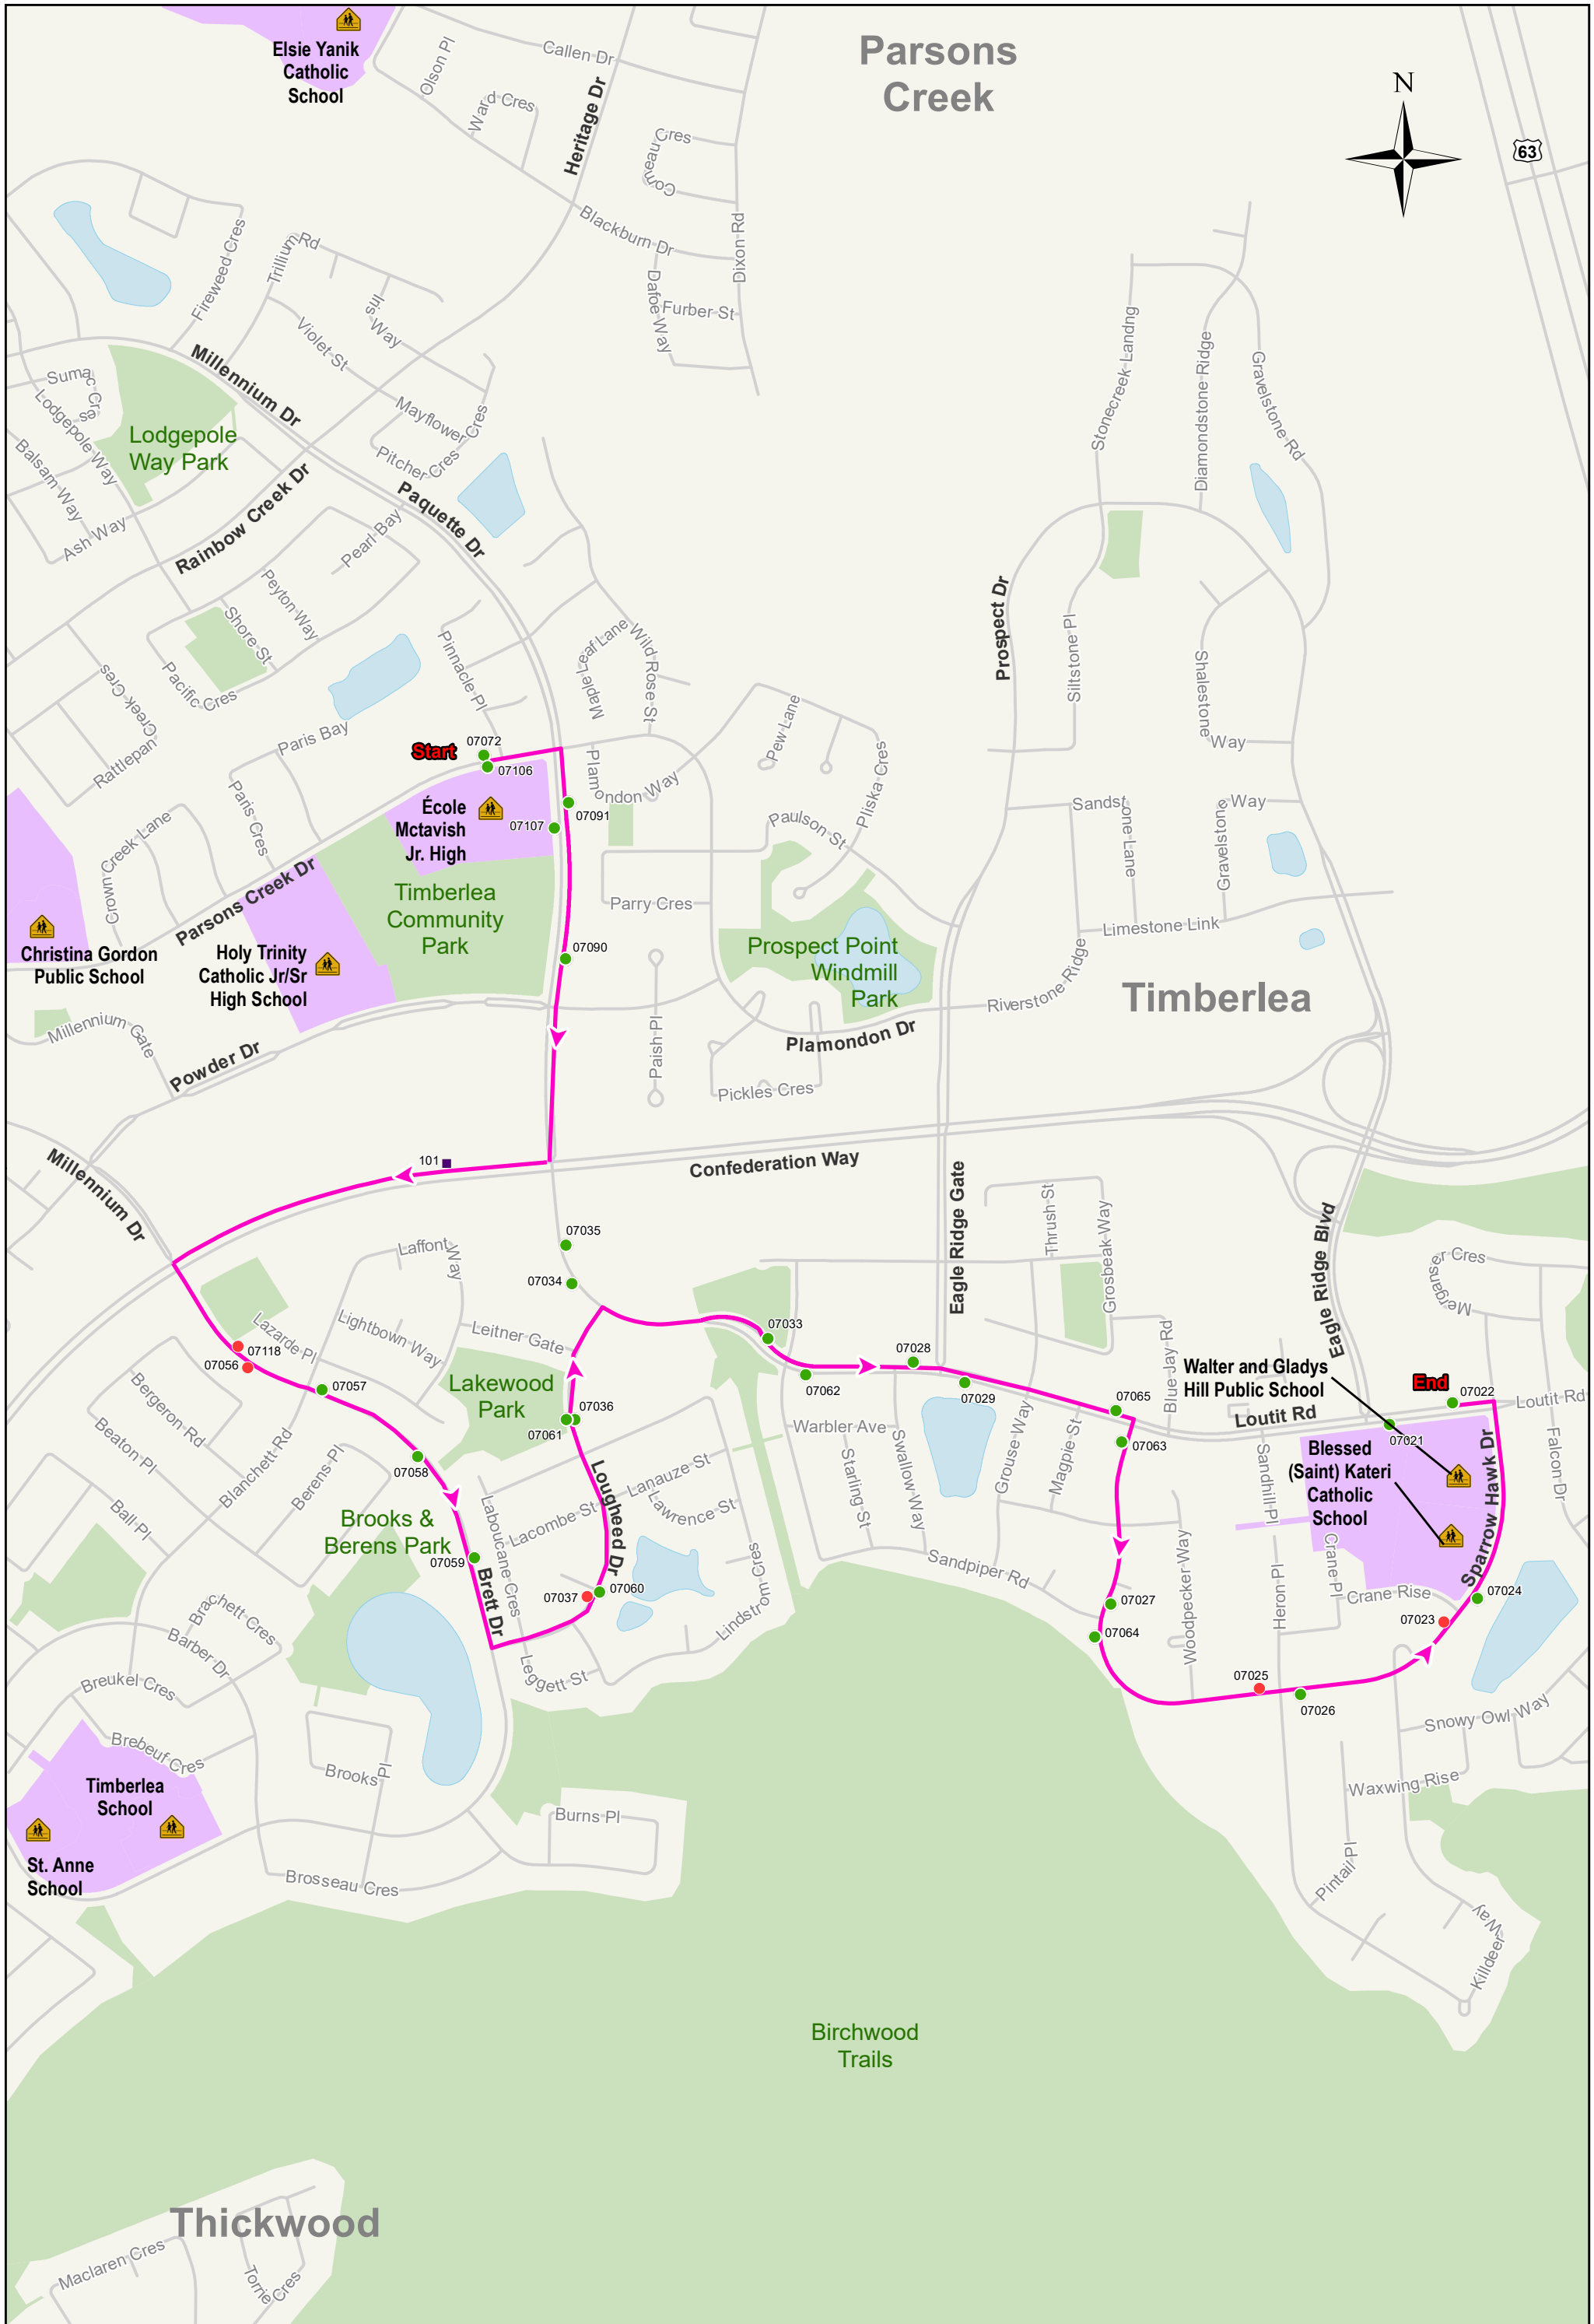 Elsie Yanik
Catholic
School
Parsons
Creek
N
63
Olson Pl
Callen Dr
Ward Cres
Heritage Dr
Comeau Cres
Blackburn Dr
Dixon Rd
Dafoe Way
Furber St
Fireweed Cres
Trillium Rd
Violet St
Iris Way
Millennium Dr
Sumac Cres
Lodgepole Way
Balsam Way
Ash Way
Lodgepole
Way Park
Mayflower Cres
Pitcher Cres
Rainbow Creek Dr
Paquette Dr
Pearl Bay
Peyton Way
Shore St
Pacific Cres
Pinnacle Pl
Maple Leaf Lane
Wild Rose St
Rattlepan Creek Cres
Paris Bay
Paris Cres
Crown Creek Lane
Parsons Creek Dr
Stonecreek Landng
Diamondstone Ridge
Gravelstone Rd
Prospect Dr
Siltstone Pl
Shalestone Way
Sandstone Lane
Gravelstone Way
Limestone Link
Riverstone Ridge
Pew Lane
Pliska Cres
Paulson St
Plamondon Way
Parry Cres
Paish Pl
Pickles Cres
Plamondon Dr
Start
07072
07106
07091
07107
07090
École
Mctavish
Jr. High
Timberlea
Community
Park
Prospect Point
Windmill
Park
Timberlea
Christina Gordon
Public School
Holy Trinity
Catholic Jr/Sr
High School
Millennium Gate
Powder Dr
Millennium Dr
101
Confederation Way
Eagle Ridge Gate
Eagle Ridge Blvd
07035
07034
Laffont Way
Lightbown Way
Leitner Gate
Lazarde Pl
07118
07056
07057
07058
07059
Lakewood
Park
07036
07061
Bergeron Rd
Beaton Pl
Blanchett Rd
Berens Pl
Ball Pl
Brooks &
Berens Park
Laboucane Cres
Lacombe St
Lanauze St
Lawrence St
Lougheed Dr
Lindstrom Cres
Leggett St
Brett Dr
07037
07060
07033
07062
07028
07029
07065
07063
07027
07064
07025
07026
07023
07024
07021
07022
End
Thrush St
Grosbeak Way
Blue Jay Rd
Merganser Cres
Walter and Gladys
Hill Public School
Loutit Rd
Loutit Rd
Falcon Dr
Blessed
(Saint) Kateri
Catholic
School
Sparrow Hawk Dr
Warbler Ave
Starling St
Swallow Way
Grouse Way
Magpie St
Sandpiper Rd
Woodpecker Way
Sandhill Pl
Heron Pl
Crane Pl
Crane Rise
Snowy Owl Way
Waxwing Rise
Pintail Pl
Killdeer Way
Brachett Cres
Barber Dr
Breukel Cres
Brebeuf Cres
Brooks Pl
Timberlea
School
St. Anne
School
Brosseau Cres
Burns Pl
Birchwood
Trails
Thickwood
Maclaren Cres
Torrie Cres